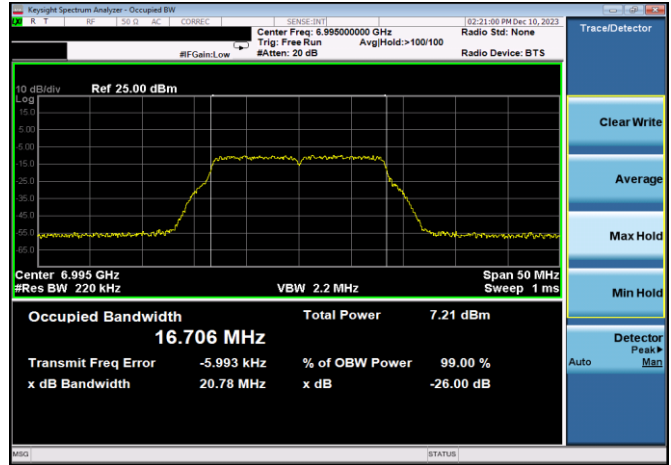 Keysight Spectrum Analyzer - Occupied BW
R T RF 50 Ω AC CORREC SENSE:INT 02:21:00 PM Dec 10, 2023
Center Freq: 6.995000000 GHz Radio Std: None
Trig: Free Run Avg|Hold:>100/100
#IFGain:Low #Atten: 20 dB Radio Device: BTS
Trace/Detector
10 dB/div Ref 25.00 dBm
Log
15.0
5.00
-5.00
-15.0
-25.0
-35.0
-45.0
-55.0
-65.0
Center 6.995 GHz Span 50 MHz
#Res BW 220 kHz VBW 2.2 MHz Sweep 1 ms
Occupied Bandwidth Total Power 7.21 dBm
16.706 MHz
Transmit Freq Error -5.993 kHz % of OBW Power 99.00 %
x dB Bandwidth 20.78 MHz x dB -26.00 dB
Clear Write
Average
Max Hold
Min Hold
Detector
Peak▶
Auto Man
MSG STATUS